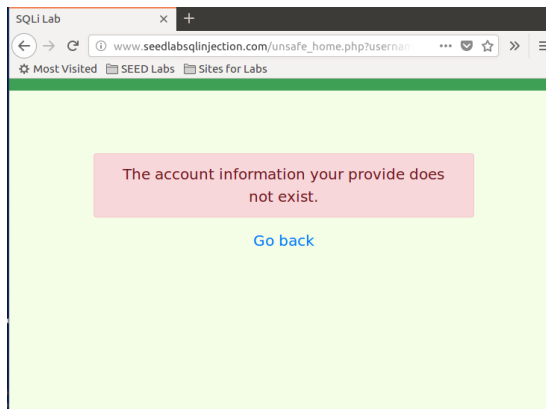 SQLi Lab
www.seedlabsqlinjection.com/unsafe_home.php?usernam
Most Visited SEED Labs Sites for Labs
The account information your provide does
not exist.
Go back